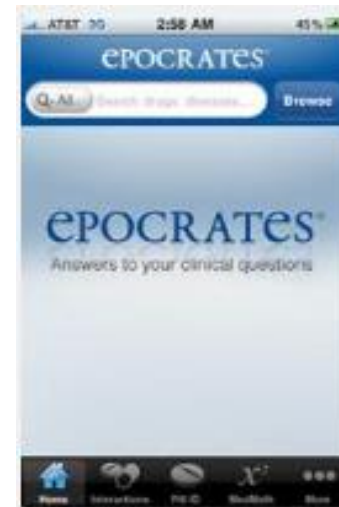 AT&T 3G 2:58 AM 45%
epocrates
All Search drugs, diseases... Browse
epocrates
Answers to your clinical questions
Home Interactions Pill ID MedMath More